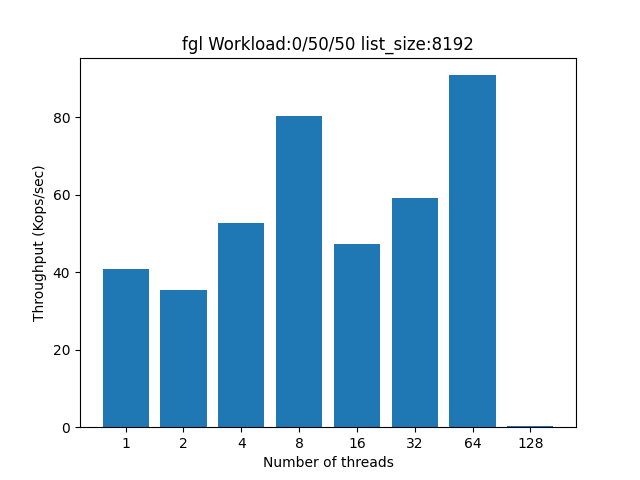 fgl Workload:0/50/50 list_size:8192
Throughput (Kops/sec)
80
60
40
20
0
1 2 4 8 16 32 64 128
Number of threads